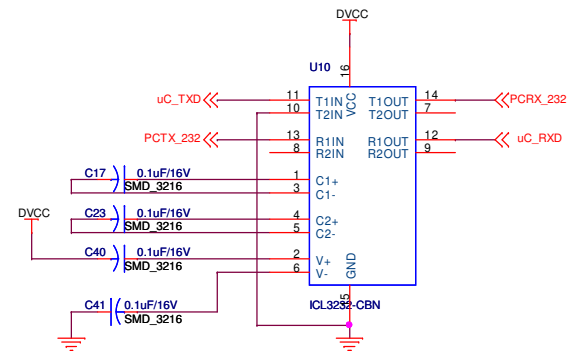 DVCC
U10
16
VCC
uC_TXD 11 T1IN T1OUT 14 PCRX_232
10 T2IN T2OUT 7
PCTX_232 13 R1IN R1OUT 12 uC_RXD
8 R2IN R2OUT 9
C17 0.1uF/16V 1 C1+
SMD_3216 3 C1-
C23 0.1uF/16V 4 C2+
DVCC SMD_3216 5 C2-
C40 0.1uF/16V 2 V+
SMD_3216 6 V-
GND
C41 0.1uF/16V ICL3232-CBN
SMD_3216